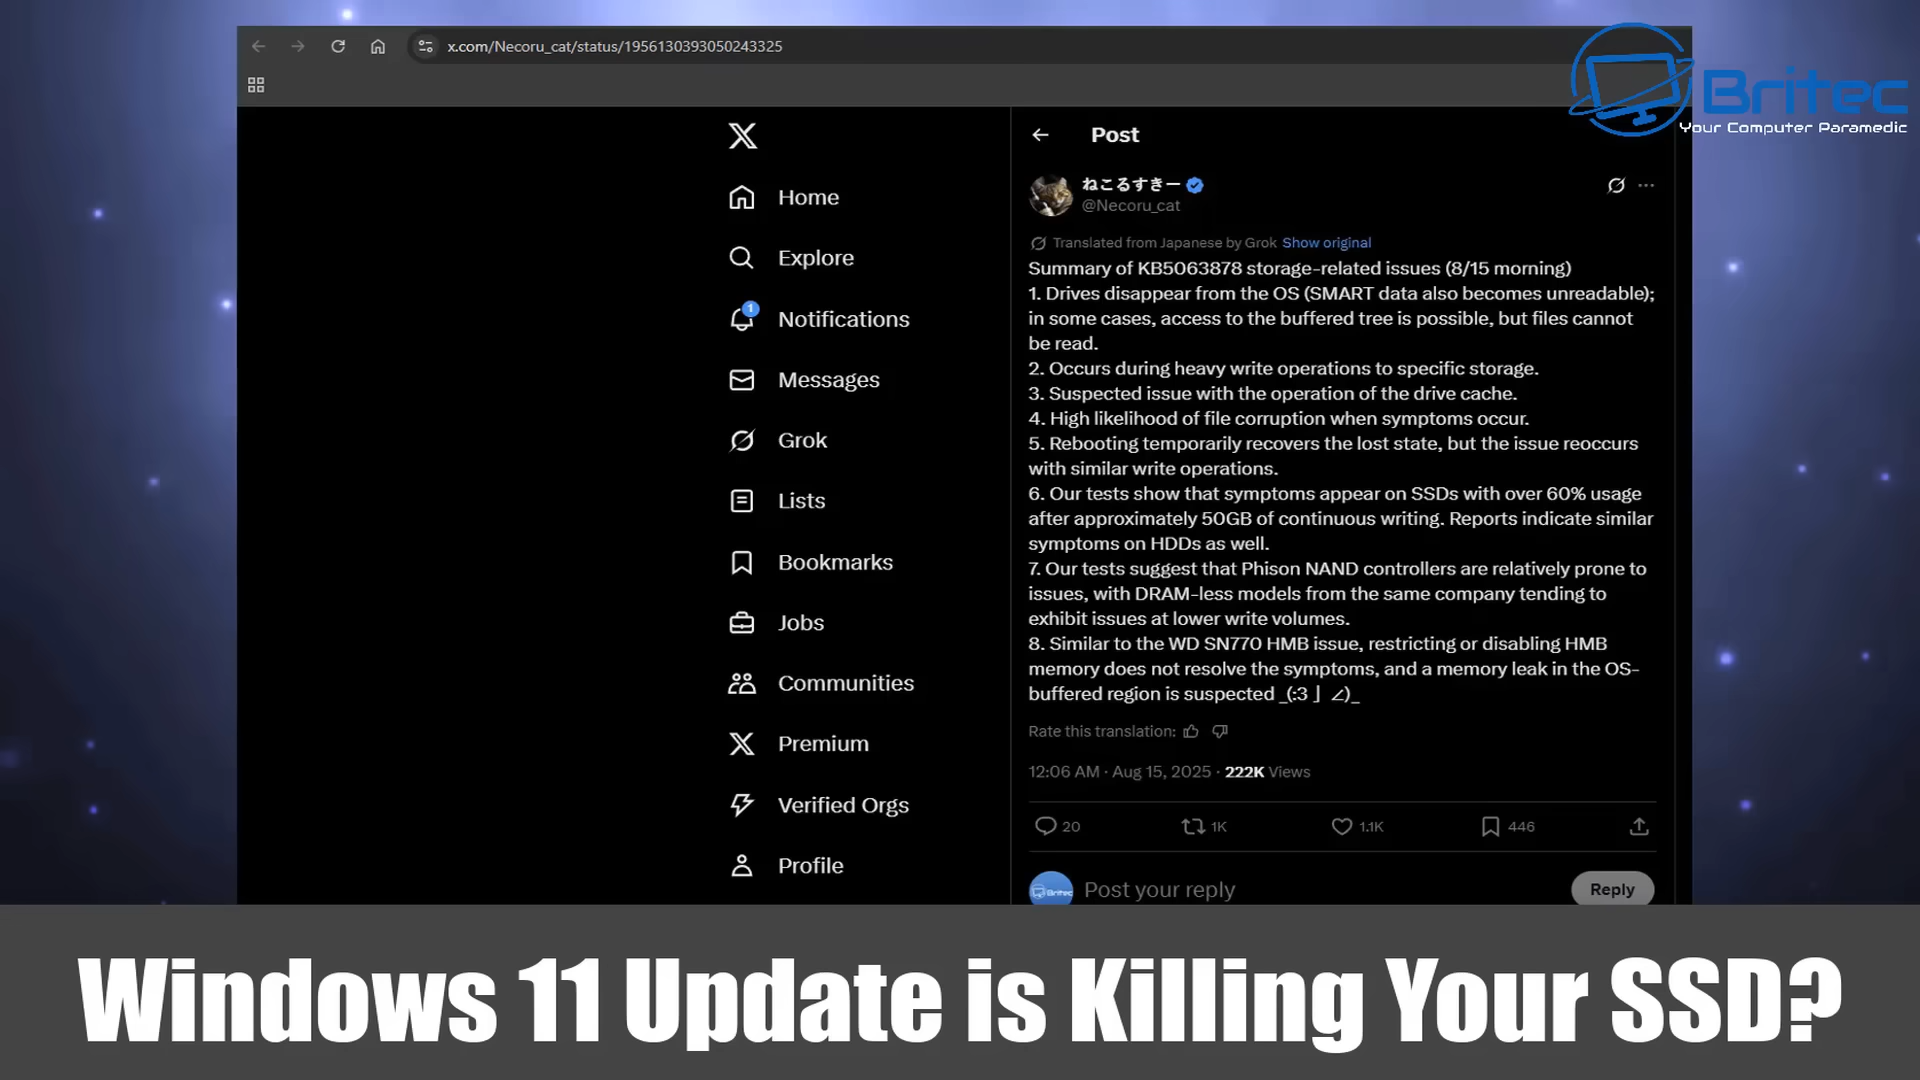 x.com/Necoru_cat/status/1956130393050243325
Britec
Your Computer Paramedic
Home
Explore
1
Notifications
Messages
Grok
Lists
Bookmarks
Jobs
Communities
Premium
Verified Orgs
Profile
Post
ねこるすきー
@Necoru_cat
Translated from Japanese by Grok Show original
Summary of KB5063878 storage-related issues (8/15 morning)
1. Drives disappear from the OS (SMART data also becomes unreadable);
in some cases, access to the buffered tree is possible, but files cannot
be read.
2. Occurs during heavy write operations to specific storage.
3. Suspected issue with the operation of the drive cache.
4. High likelihood of file corruption when symptoms occur.
5. Rebooting temporarily recovers the lost state, but the issue reoccurs
with similar write operations.
6. Our tests show that symptoms appear on SSDs with over 60% usage
after approximately 50GB of continuous writing. Reports indicate similar
symptoms on HDDs as well.
7. Our tests suggest that Phison NAND controllers are relatively prone to
issues, with DRAM-less models from the same company tending to
exhibit issues at lower write volumes.
8. Similar to the WD SN770 HMB issue, restricting or disabling HMB
memory does not resolve the symptoms, and a memory leak in the OS-
buffered region is suspected _(:3 」∠)_
Rate this translation:
12:06 AM · Aug 15, 2025 · 222K Views
20 1K 1.1K 446
Britec
Post your reply
Reply
Windows 11 Update is Killing Your SSD?